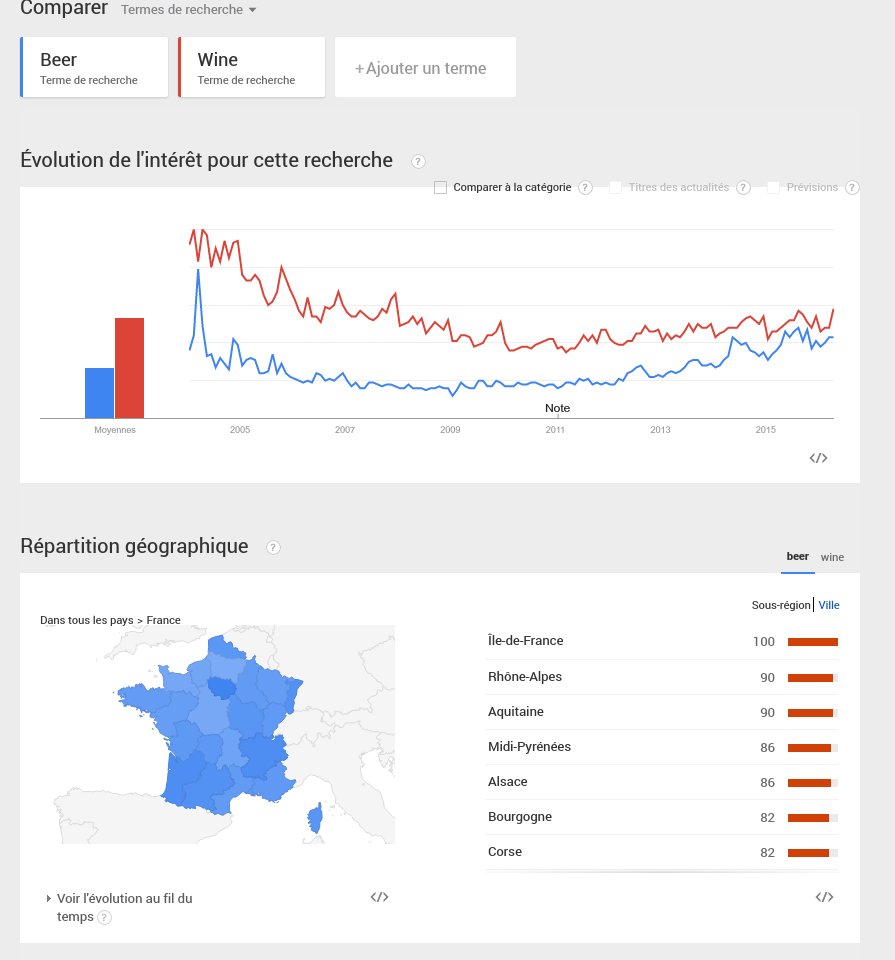 Comparer Termes de recherche
Beer
Terme de recherche
Wine
Terme de recherche
+Ajouter un terme
Évolution de l'intérêt pour cette recherche ?
Comparer à la catégorie ? Titres des actualités ? Prévisions ?
Note
Moyennes 2005 2007 2009 2011 2013 2015
</>
Répartition géographique ?
beer wine
Sous-région Ville
Dans tous les pays > France
Île-de-France 100
Rhône-Alpes 90
Aquitaine 90
Midi-Pyrénées 86
Alsace 86
Bourgogne 82
Corse 82
Voir l'évolution au fil du
temps ?
</>
</>